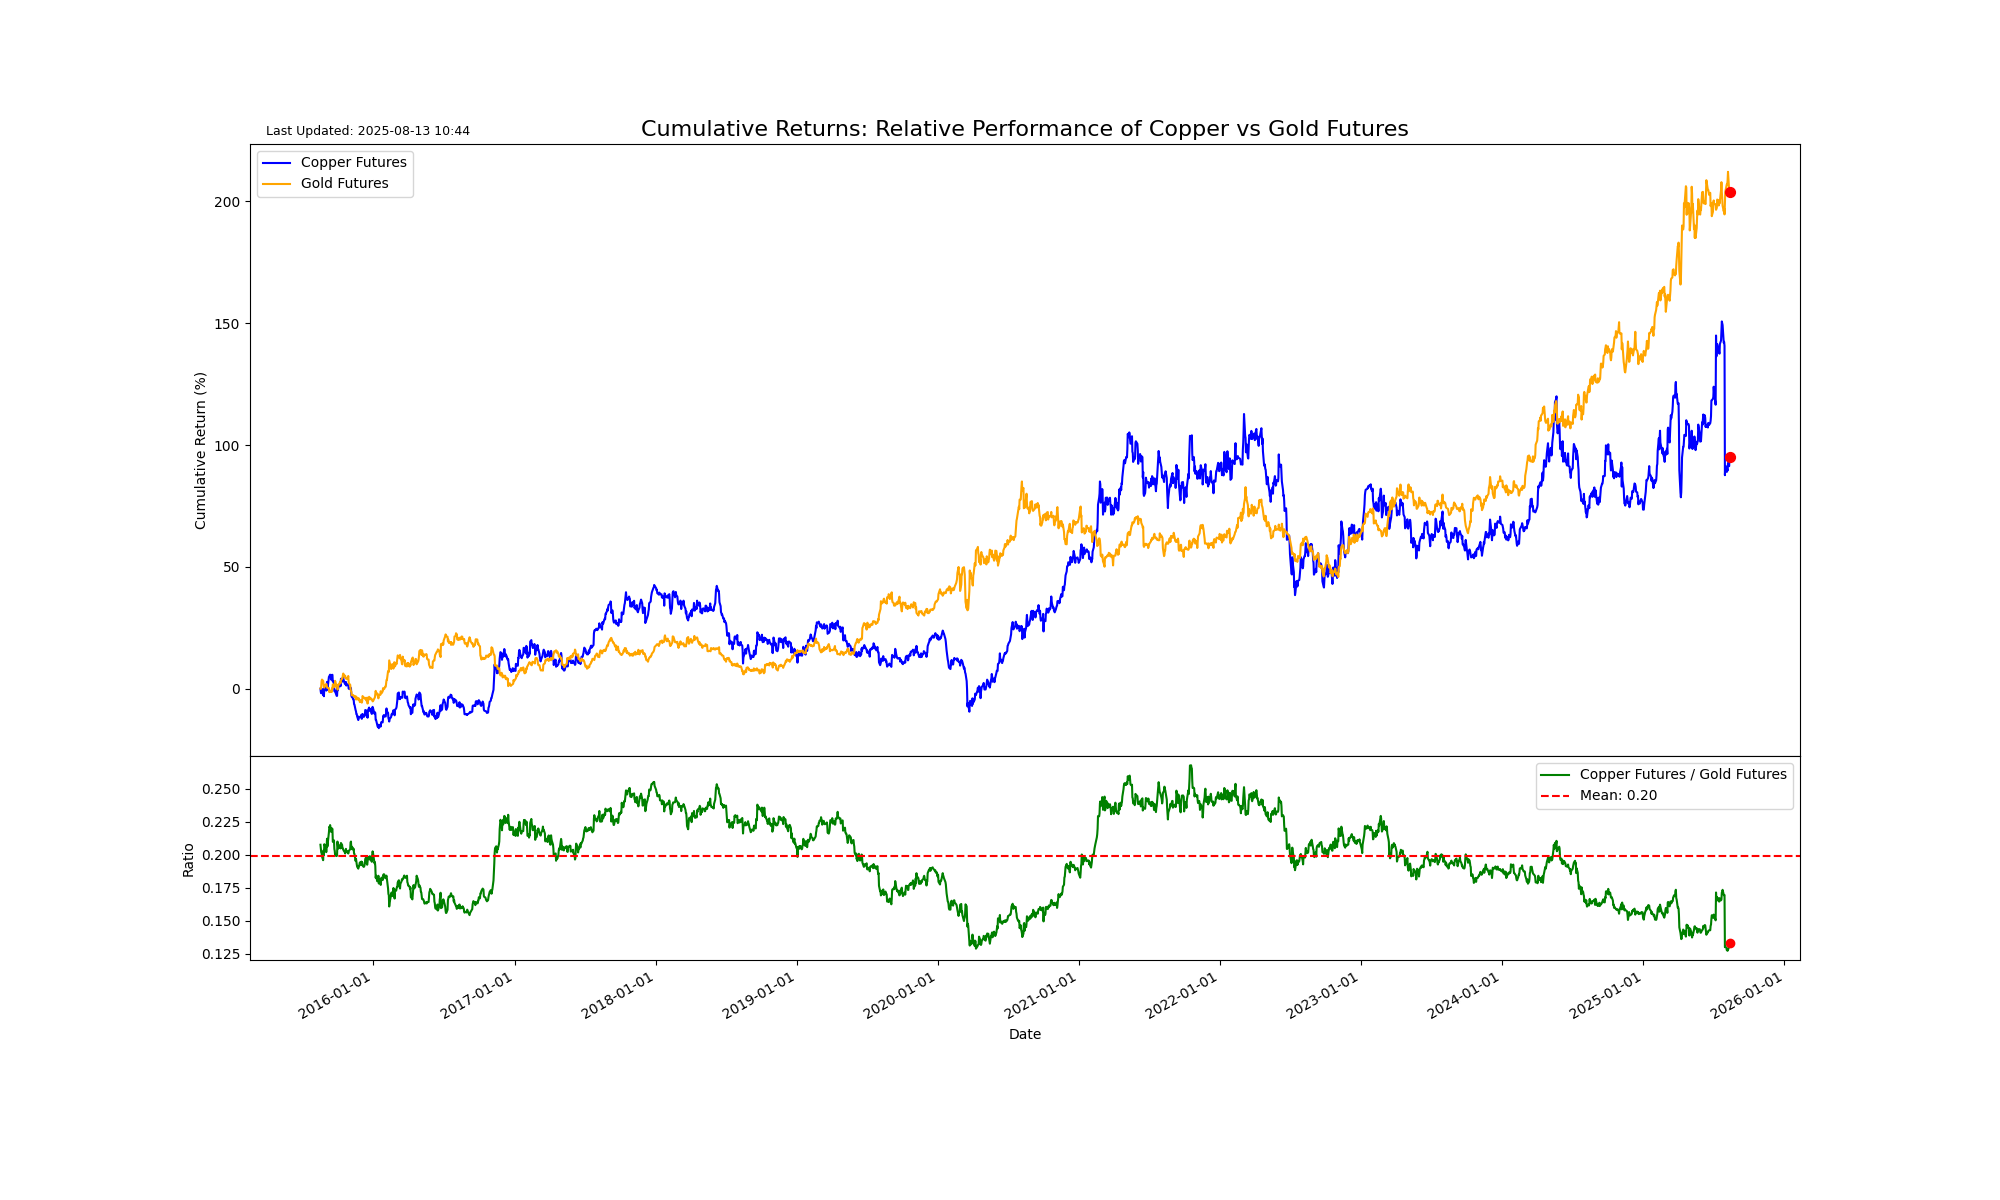 Last Updated: 2025-08-13 10:44
Cumulative Returns: Relative Performance of Copper vs Gold Futures
Copper Futures
Gold Futures
200
150
100
50
0
Cumulative Return (%)
Copper Futures / Gold Futures
Mean: 0.20
0.250
0.225
0.200
0.175
0.150
0.125
Ratio
2016-01-01
2017-01-01
2018-01-01
2019-01-01
2020-01-01
2021-01-01
2022-01-01
2023-01-01
2024-01-01
2025-01-01
2026-01-01
Date